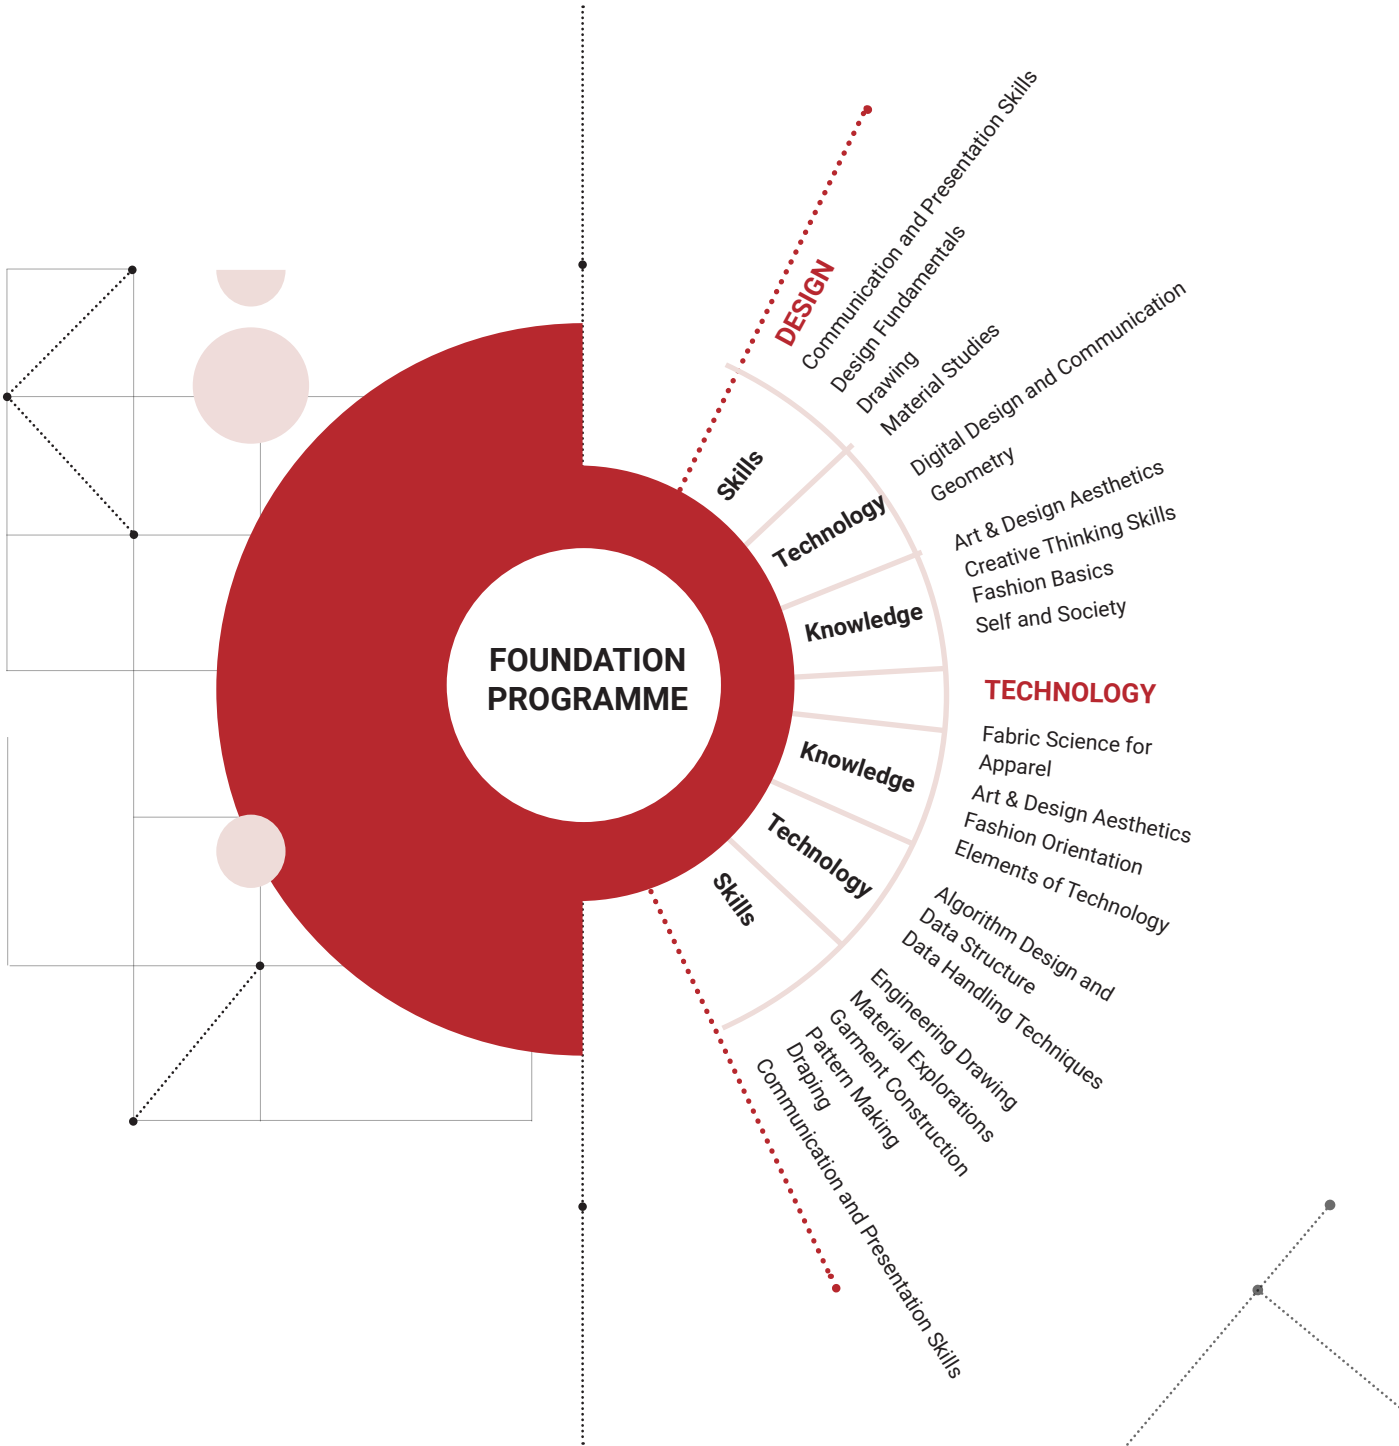 FOUNDATION
PROGRAMME
DESIGN
Skills
Communication and Presentation Skills
Design Fundamentals
Drawing
Material Studies
Technology
Digital Design and Communication
Geometry
Knowledge
Art & Design Aesthetics
Creative Thinking Skills
Fashion Basics
Self and Society
TECHNOLOGY
Knowledge
Fabric Science for
Apparel
Art & Design Aesthetics
Fashion Orientation
Elements of Technology
Technology
Algorithm Design and
Data Structure
Data Handling Techniques
Skills
Engineering Drawing
Material Explorations
Garment Construction
Pattern Making
Draping
Communication and Presentation Skills